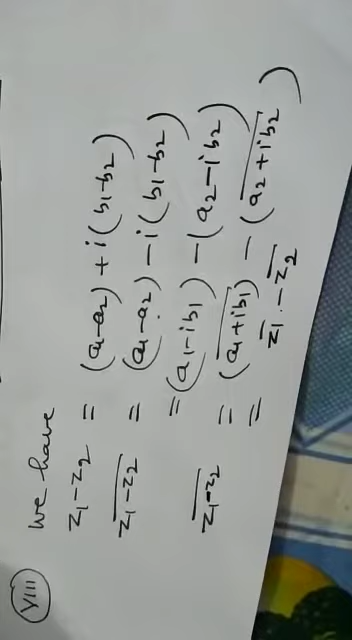 VIII
we have
z₁-z₂ = (a₁-a₂) + i(b₁-b₂)
\overline{z₁-z₂} = (a₁-a₂) - i(b₁-b₂)
= (a₁-ib₁) - (a₂-ib₂)
\overline{z₁-z₂} = (\overline{a₁+ib₁}) - (\overline{a₂+ib₂})
= \overline{z₁} - \overline{z₂}